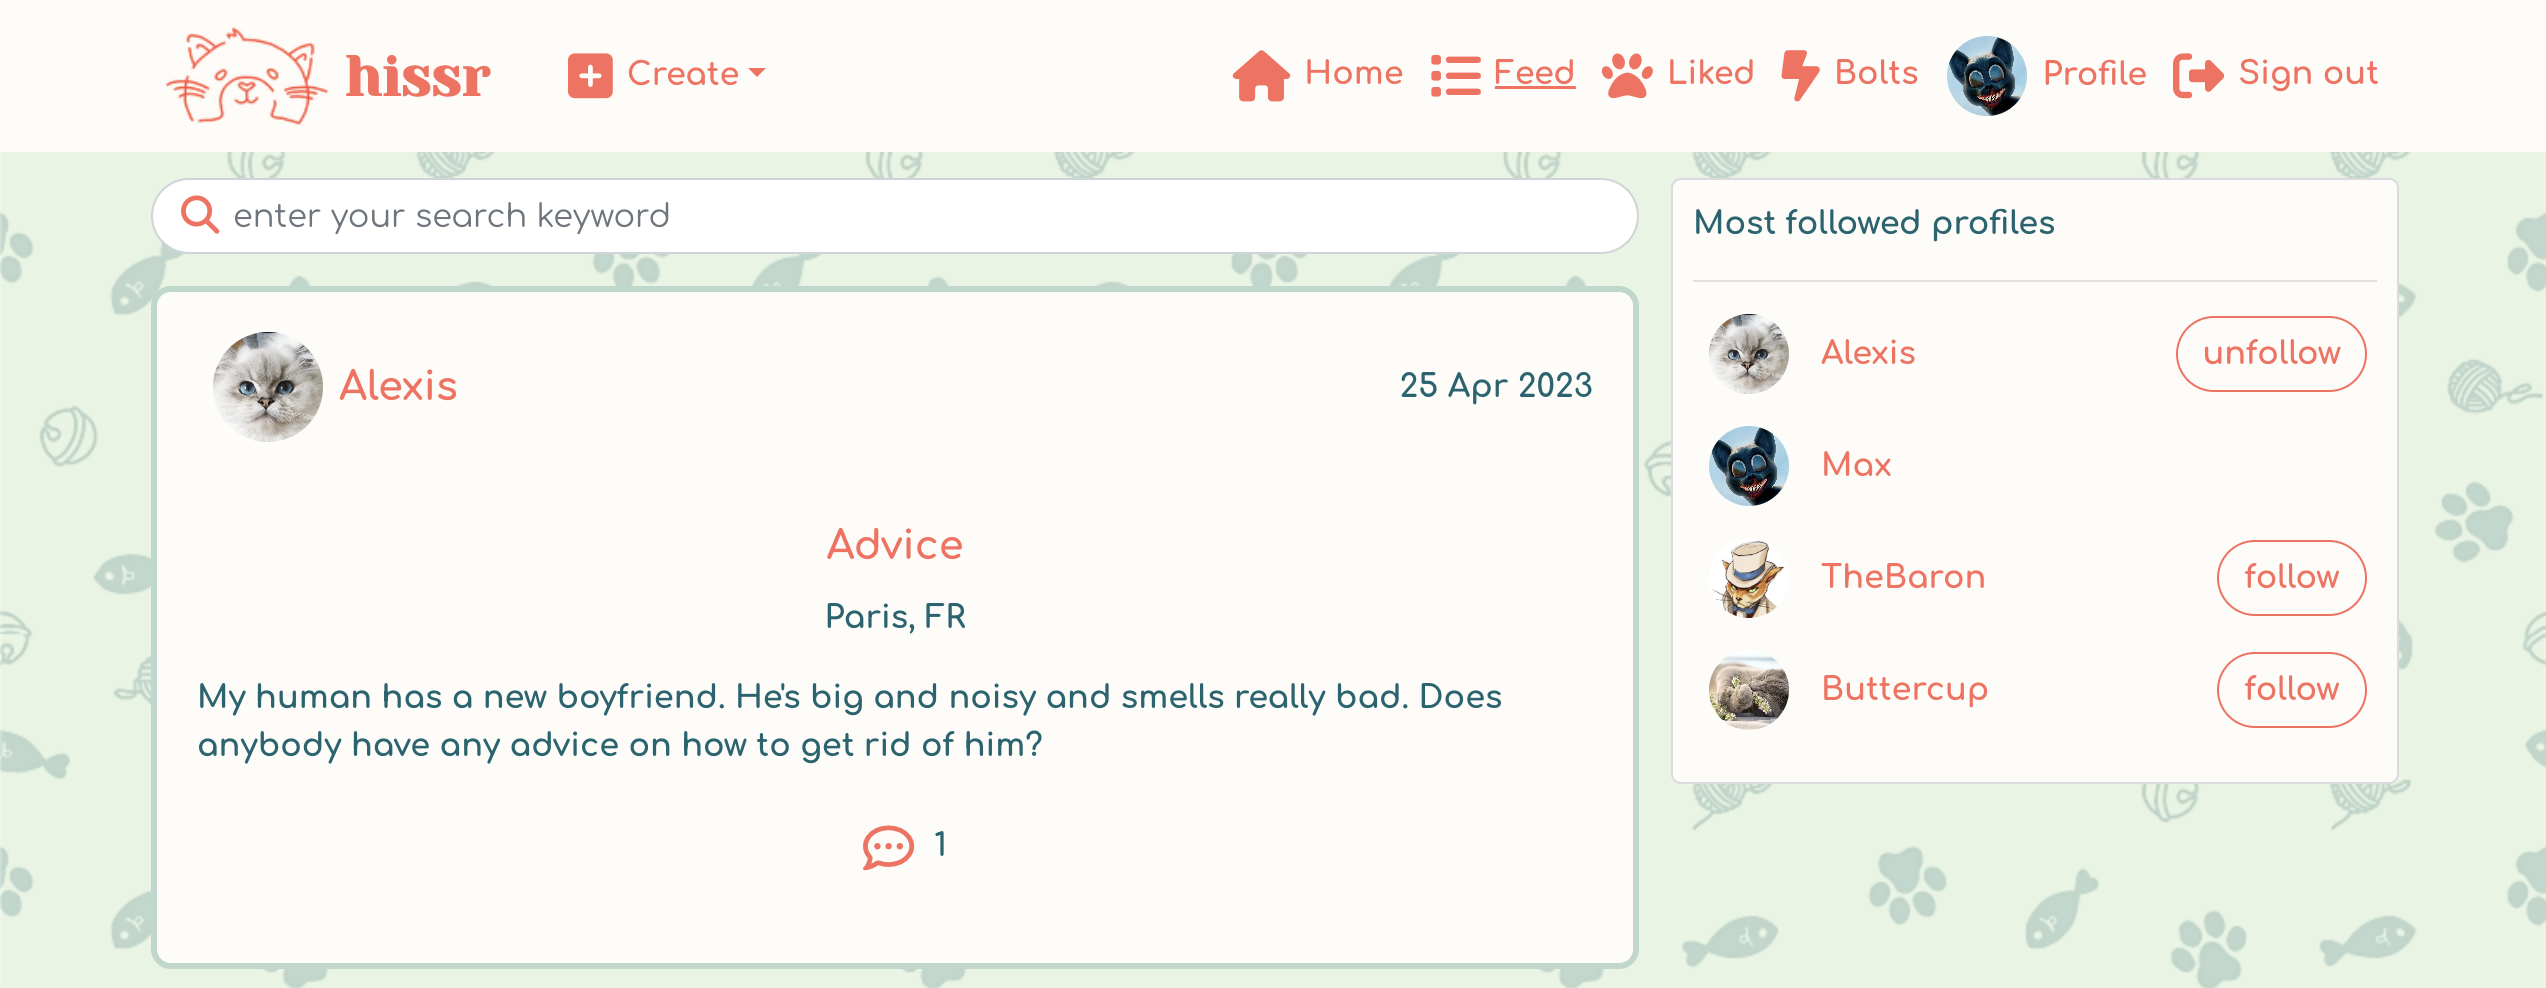 hissr
Create
Home
Feed
Liked
Bolts
Profile
Sign out
enter your search keyword
Alexis
25 Apr 2023
Advice
Paris, FR
My human has a new boyfriend. He's big and noisy and smells really bad. Does
anybody have any advice on how to get rid of him?
1
Most followed profiles
Alexis
unfollow
Max
TheBaron
follow
Buttercup
follow